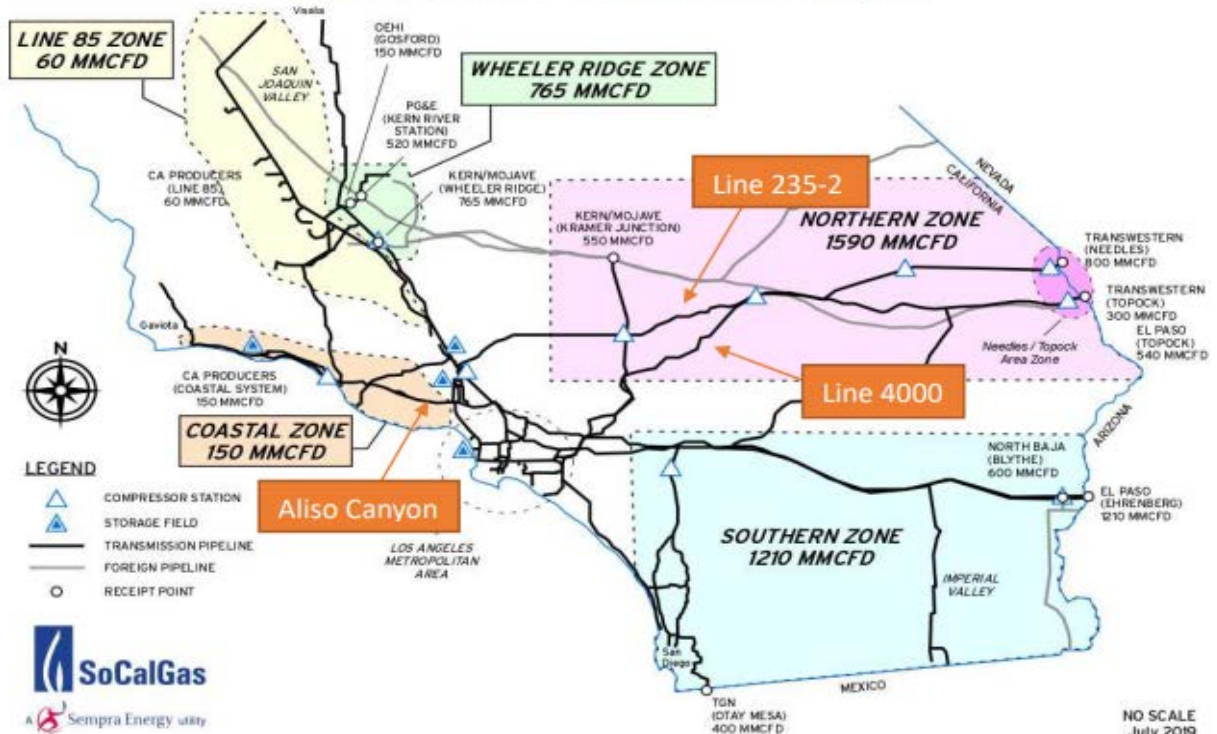 Visalia
OEHI
(GOSFORD)
150 MMCFD
LINE 85 ZONE
60 MMCFD
SAN
JOAQUIN
VALLEY
WHEELER RIDGE ZONE
765 MMCFD
PG&E
(KERN RIVER
STATION)
520 MMCFD
CA PRODUCERS
(LINE 85)
60 MMCFD
KERN/MOJAVE
(WHEELER RIDGE)
765 MMCFD
Line 235-2
NEVADA
CALIFORNIA
KERN/MOJAVE
(KRAMER JUNCTION)
550 MMCFD
NORTHERN ZONE
1590 MMCFD
TRANSWESTERN
(NEEDLES)
800 MMCFD
TRANSWESTERN
(TOPOCK)
300 MMCFD
EL PASO
(TOPOCK)
540 MMCFD
Needles / Topock
Area Zone
Gaviota
N
CA PRODUCERS
(COASTAL SYSTEM)
150 MMCFD
Line 4000
COASTAL ZONE
150 MMCFD
ARIZONA
NORTH BAJA
(BLYTHE)
600 MMCFD
EL PASO
(EHRENBERG)
1210 MMCFD
LEGEND
COMPRESSOR STATION
STORAGE FIELD
TRANSMISSION PIPELINE
FOREIGN PIPELINE
RECEIPT POINT
Aliso Canyon
LOS ANGELES
METROPOLITAN
AREA
SOUTHERN ZONE
1210 MMCFD
IMPERIAL
VALLEY
San
Diego
MEXICO
TGN
(OTAY MESA)
400 MMCFD
SoCalGas
A Sempra Energy utility
NO SCALE
July 2019